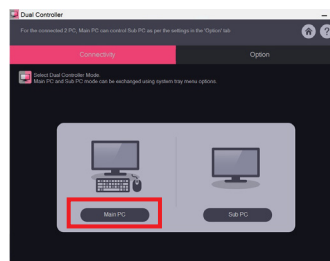 Dual Controller
For the connected 2 PC, Main PC can control Sub PC as per the settings in the 'Option' tab
Connectivity
Option
Select Dual Controller Mode.
Main PC and Sub PC mode can be exchanged using system tray menu options.
Main PC
Sub PC